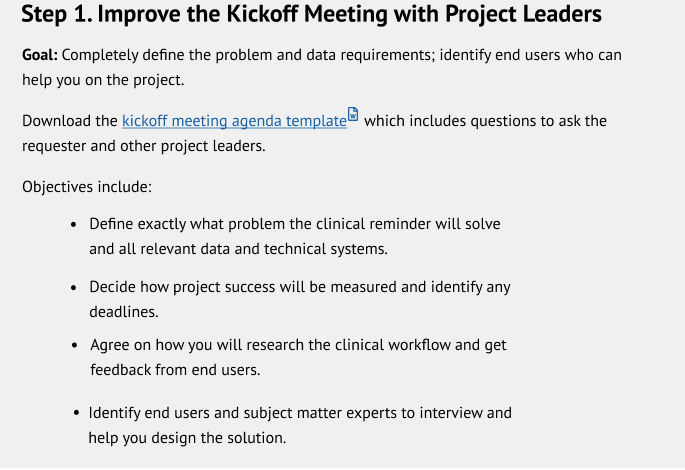 Step 1. Improve the Kickoff Meeting with Project Leaders
Goal: Completely define the problem and data requirements; identify end users who can
help you on the project.
Download the kickoff meeting agenda template which includes questions to ask the
requester and other project leaders.
Objectives include:
• Define exactly what problem the clinical reminder will solve
and all relevant data and technical systems.
• Decide how project success will be measured and identify any
deadlines.
• Agree on how you will research the clinical workflow and get
feedback from end users.
• Identify end users and subject matter experts to interview and
help you design the solution.